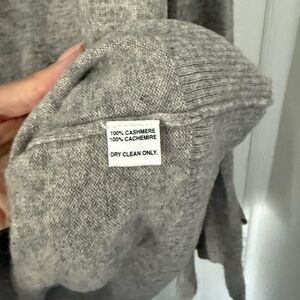 100% CASHMERE
100% CACHEMIRE
DRY CLEAN ONLY.